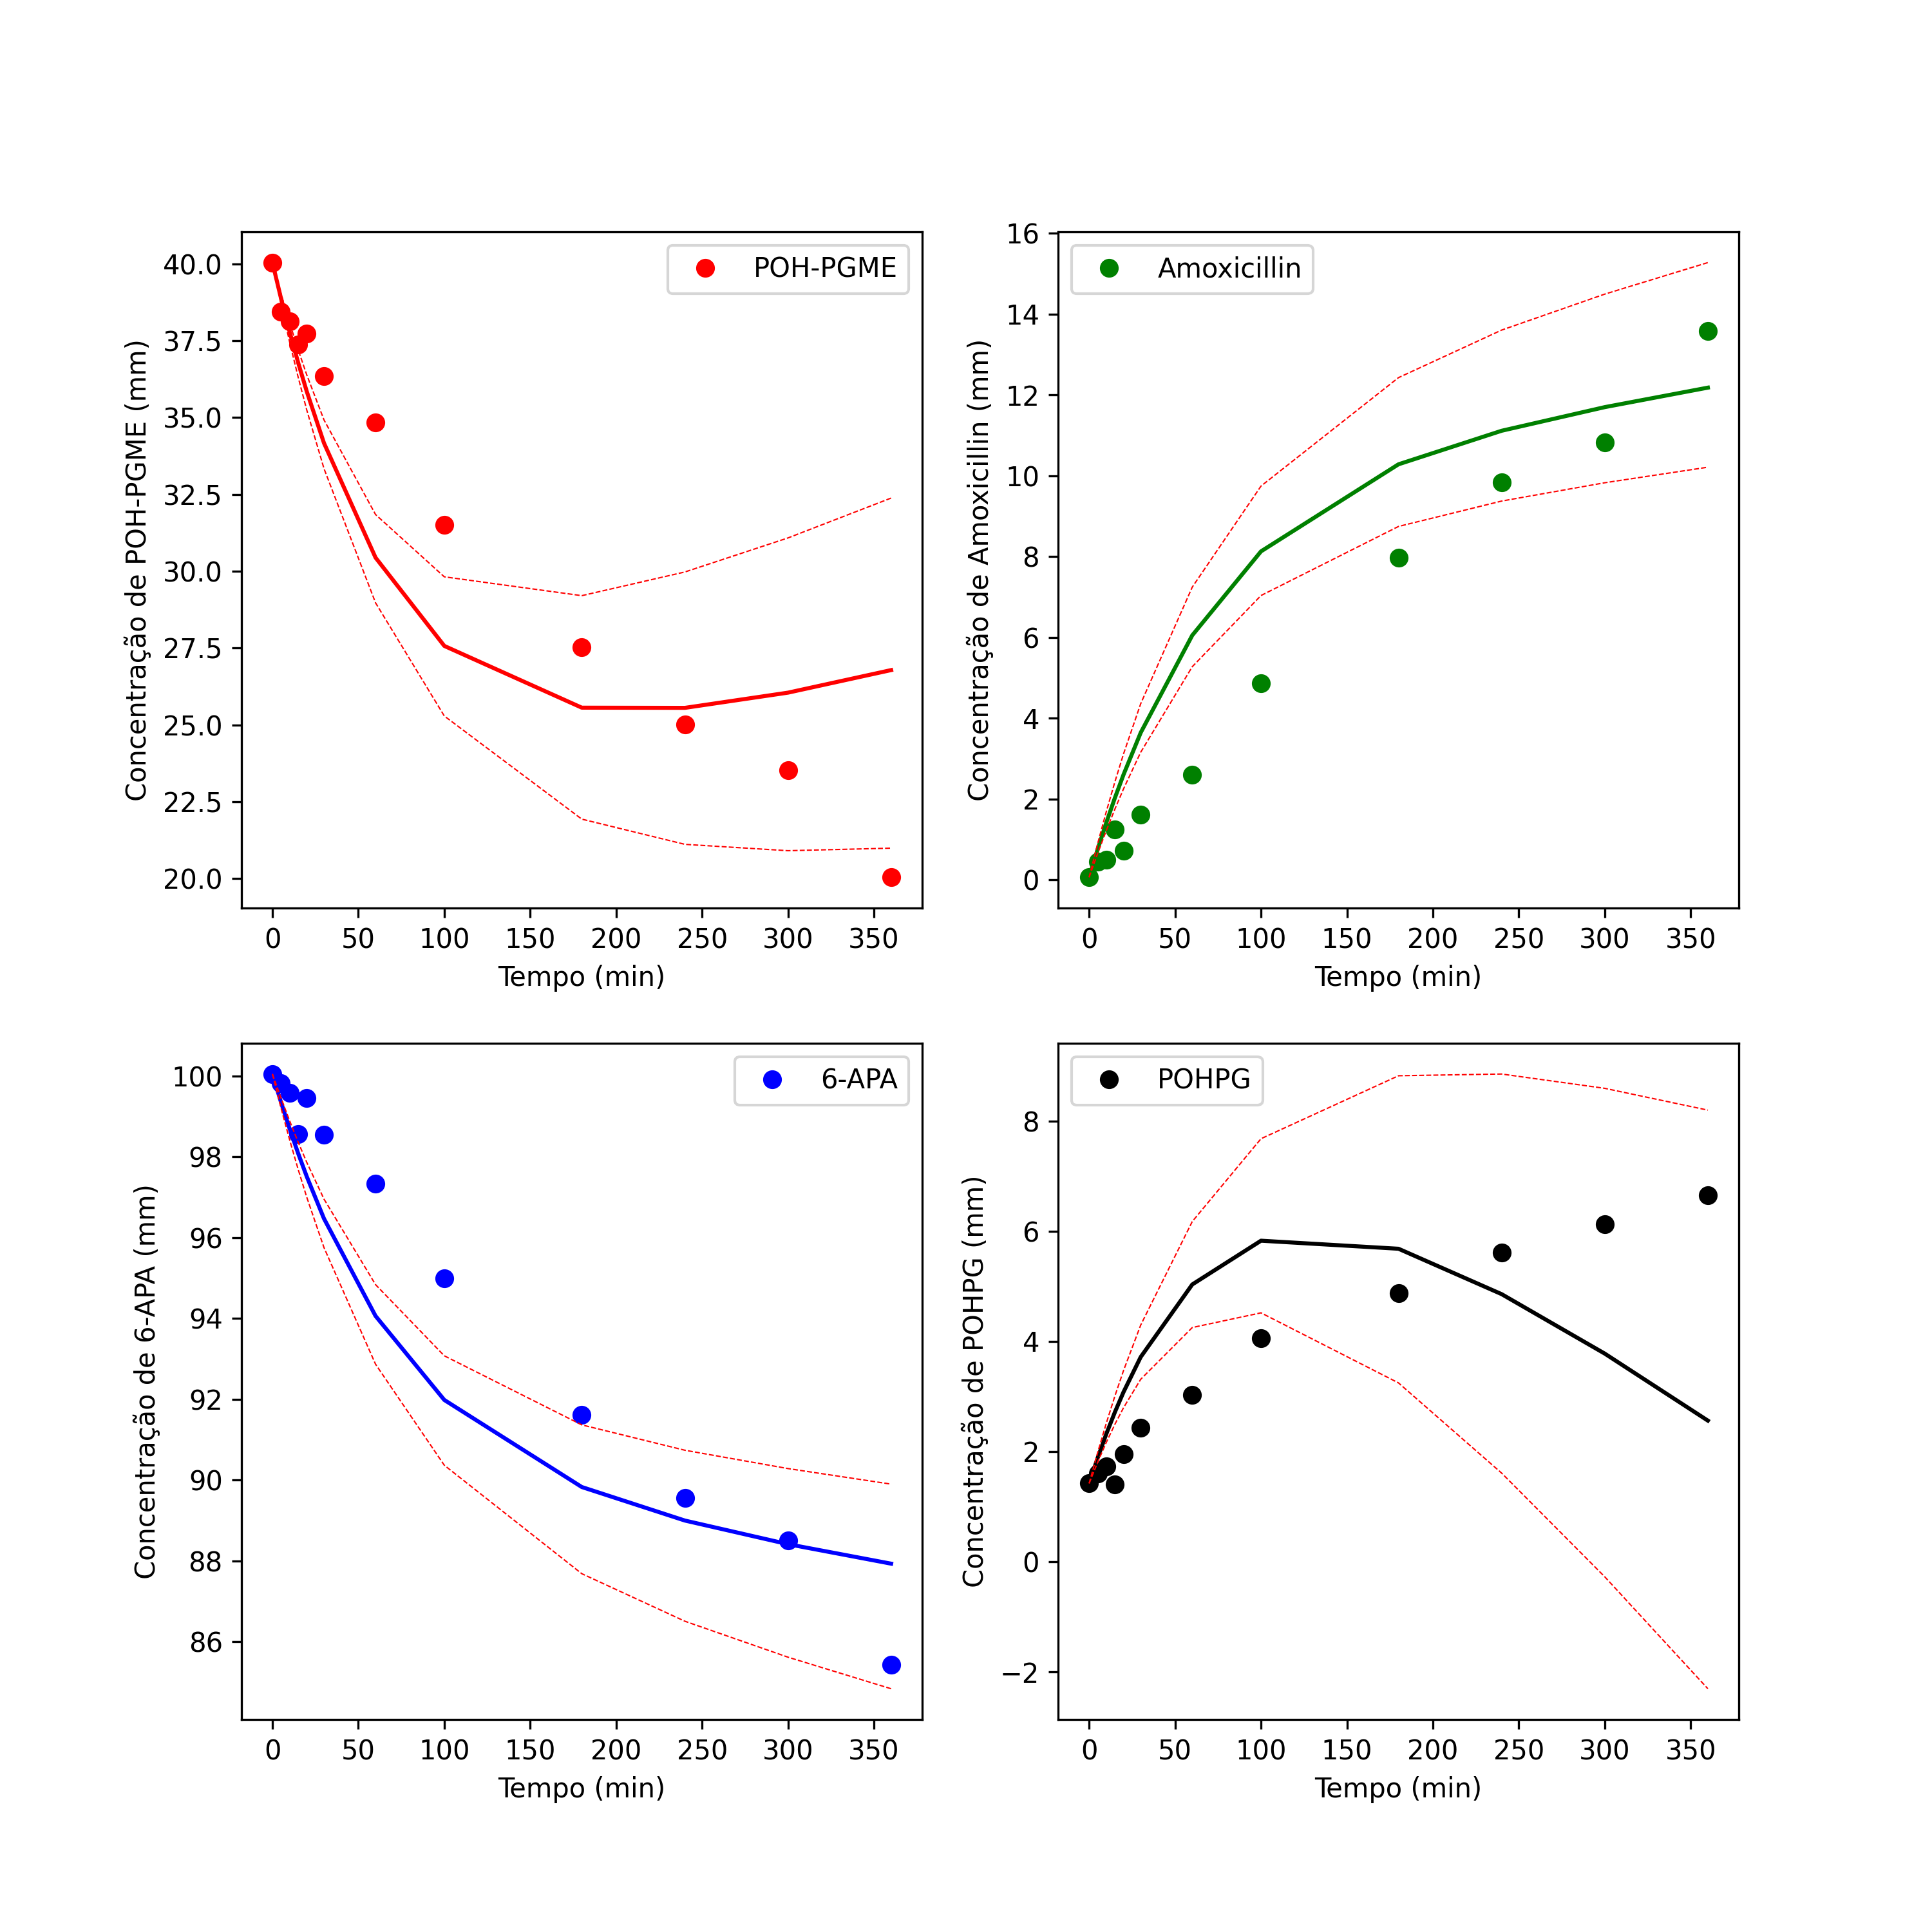 Concentração de POH-PGME (mm)
40.0
37.5
35.0
32.5
30.0
27.5
25.0
22.5
20.0
POH-PGME
0 50 100 150 200 250 300 350
Tempo (min)
Concentração de Amoxicillin (mm)
16
14
12
10
8
6
4
2
0
Amoxicillin
0 50 100 150 200 250 300 350
Tempo (min)
Concentração de 6-APA (mm)
100
98
96
94
92
90
88
86
6-APA
0 50 100 150 200 250 300 350
Tempo (min)
Concentração de POHPG (mm)
8
6
4
2
0
−2
POHPG
0 50 100 150 200 250 300 350
Tempo (min)